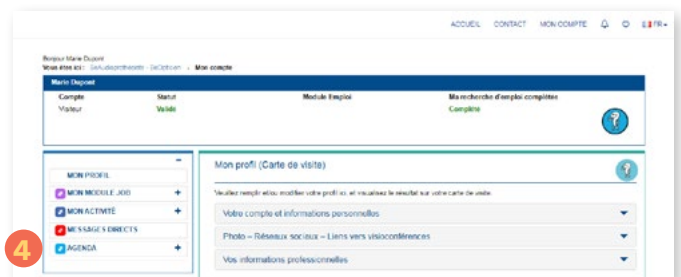 ACCUEIL CONTACT MON COMPTE FR
Bonjour Marie Dupont
Vous êtes ici : - Mon compte
Marie Dupont
Compte Statut Module Emploi Ma recherche d'emploi complétée
Visiteur Validé Complète
MON PROFIL
MON MODULE JOB +
MON ACTIVITÉ +
MESSAGES DIRECTS
4 AGENDA +
Mon profil (Carte de visite)
Veuillez remplir et/ou modifier votre profil ici, et visualisez le résultat sur votre carte de visite
Votre compte et informations personnelles
Photo – Réseaux sociaux – Liens vers visioconférences
Vos informations professionnelles